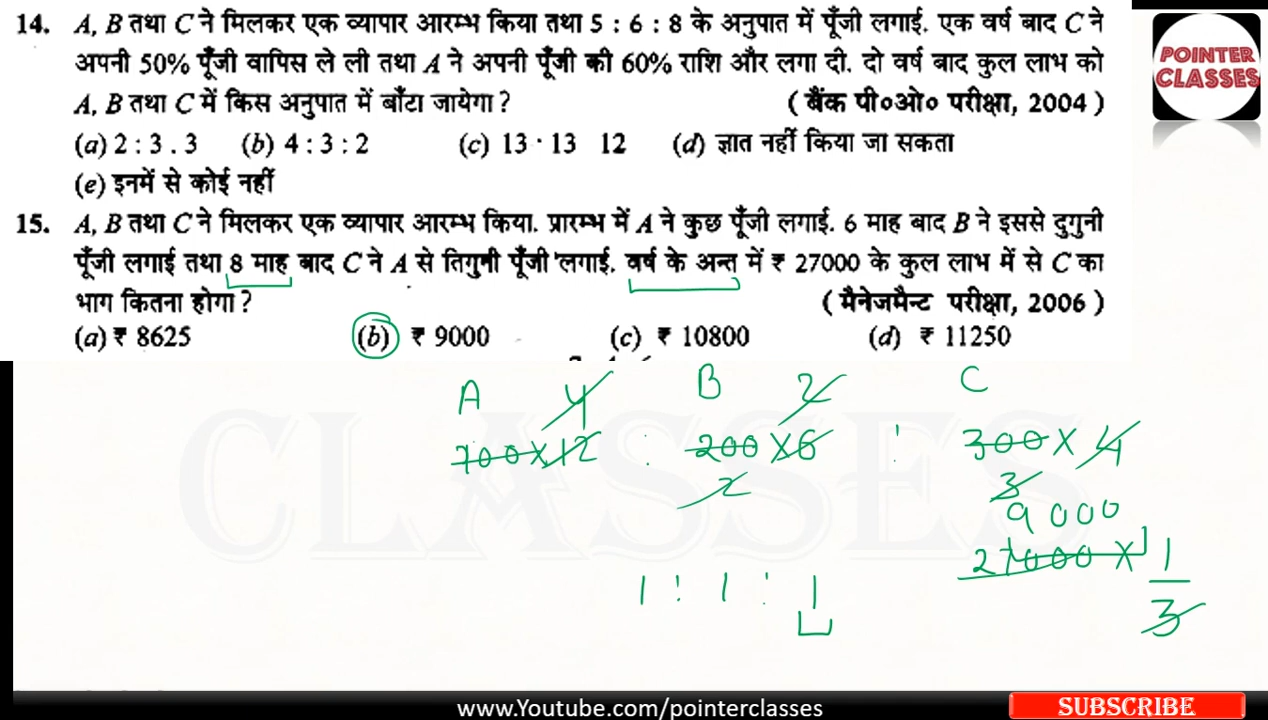 14. A, B तथा C ने मिलकर एक व्यापार आरम्भ किया तथा 5 : 6 : 8 के अनुपात में पूँजी लगाई. एक वर्ष बाद C ने
अपनी 50% पूँजी वापिस ले ली तथा A ने अपनी पूँजी की 60% राशि और लगा दी. दो वर्ष बाद कुल लाभ को
A, B तथा C में किस अनुपात में बाँटा जायेगा ? ( बैंक पी०ओ० परीक्षा, 2004 )
(a) 2 : 3 . 3 (b) 4 : 3 : 2 (c) 13 · 13 12 (d) ज्ञात नहीं किया जा सकता
(e) इनमें से कोई नहीं
15. A, B तथा C ने मिलकर एक व्यापार आरम्भ किया. प्रारम्भ में A ने कुछ पूँजी लगाई. 6 माह बाद B ने इससे दुगुनी
पूँजी लगाई तथा 8 माह बाद C ने A से तिगुनी पूँजी लगाई. वर्ष के अन्त में ₹ 27000 के कुल लाभ में से C का
भाग कितना होगा ? ( मैनेजमैन्ट परीक्षा, 2006 )
(a) ₹ 8625 (b) ₹ 9000 (c) ₹ 10800 (d) ₹ 11250
POINTER
CLASSES
A 4 B 2 C
100×12 : 200×6 : 300×4
2 3
9000
27000×1
3
1 : 1 : 1
CLASSES
www.Youtube.com/pointerclasses
SUBSCRIBE